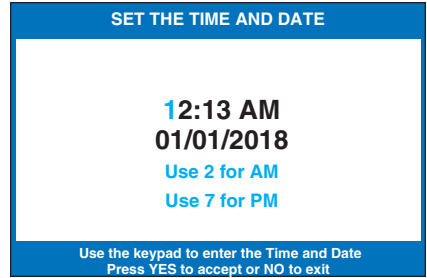 SET THE TIME AND DATE
12:13 AM
01/01/2018
Use 2 for AM
Use 7 for PM
Use the keypad to enter the Time and Date
Press YES to accept or NO to exit